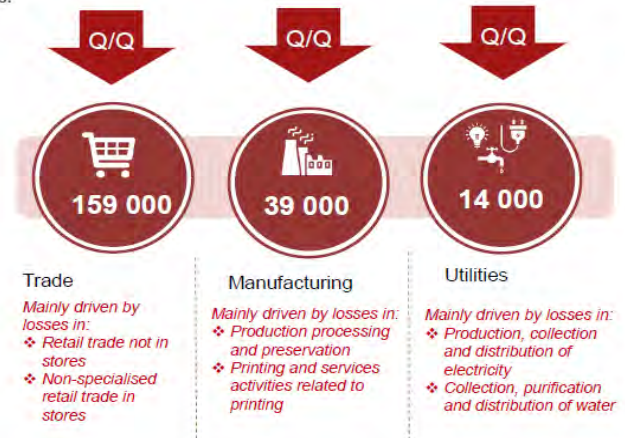 Q/Q
Q/Q
Q/Q
159 000
39 000
14 000
Trade
Mainly driven by
losses in:
❖ Retail trade not in
stores
❖ Non-specialised
retail trade in
stores
Manufacturing
Mainly driven by losses in:
❖ Production processing
and preservation
❖ Printing and services
activities related to
printing
Utilities
Mainly driven by losses in:
❖ Production, collection
and distribution of
electricity
❖ Collection, purification
and distribution of water